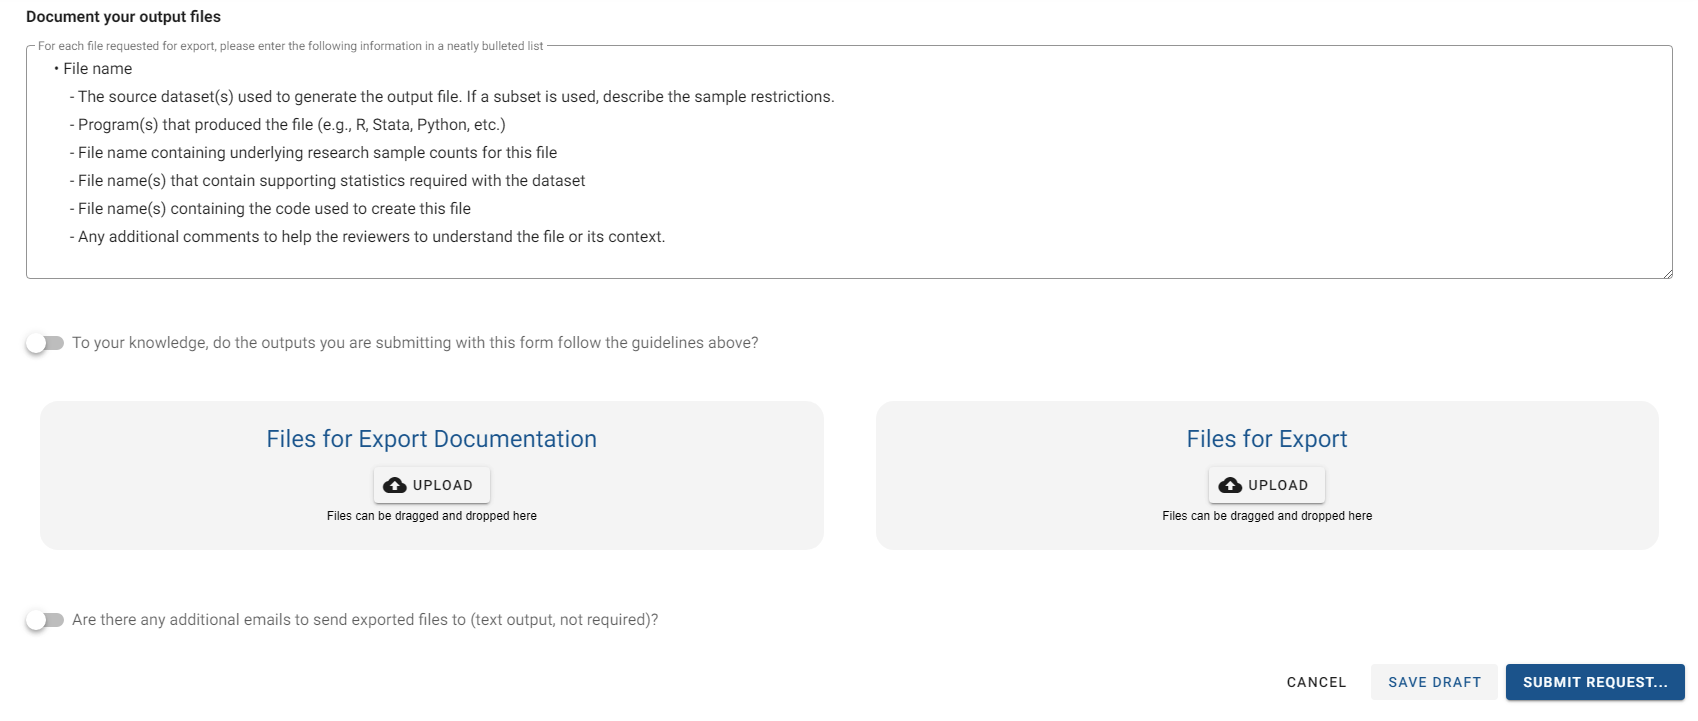 Document your output files
For each file requested for export, please enter the following information in a neatly bulleted list
• File name
- The source dataset(s) used to generate the output file. If a subset is used, describe the sample restrictions.
- Program(s) that produced the file (e.g., R, Stata, Python, etc.)
- File name containing underlying research sample counts for this file
- File name(s) that contain supporting statistics required with the dataset
- File name(s) containing the code used to create this file
- Any additional comments to help the reviewers to understand the file or its context.
To your knowledge, do the outputs you are submitting with this form follow the guidelines above?
Files for Export Documentation
UPLOAD
Files can be dragged and dropped here
Files for Export
UPLOAD
Files can be dragged and dropped here
Are there any additional emails to send exported files to (text output, not required)?
CANCEL SAVE DRAFT SUBMIT REQUEST...